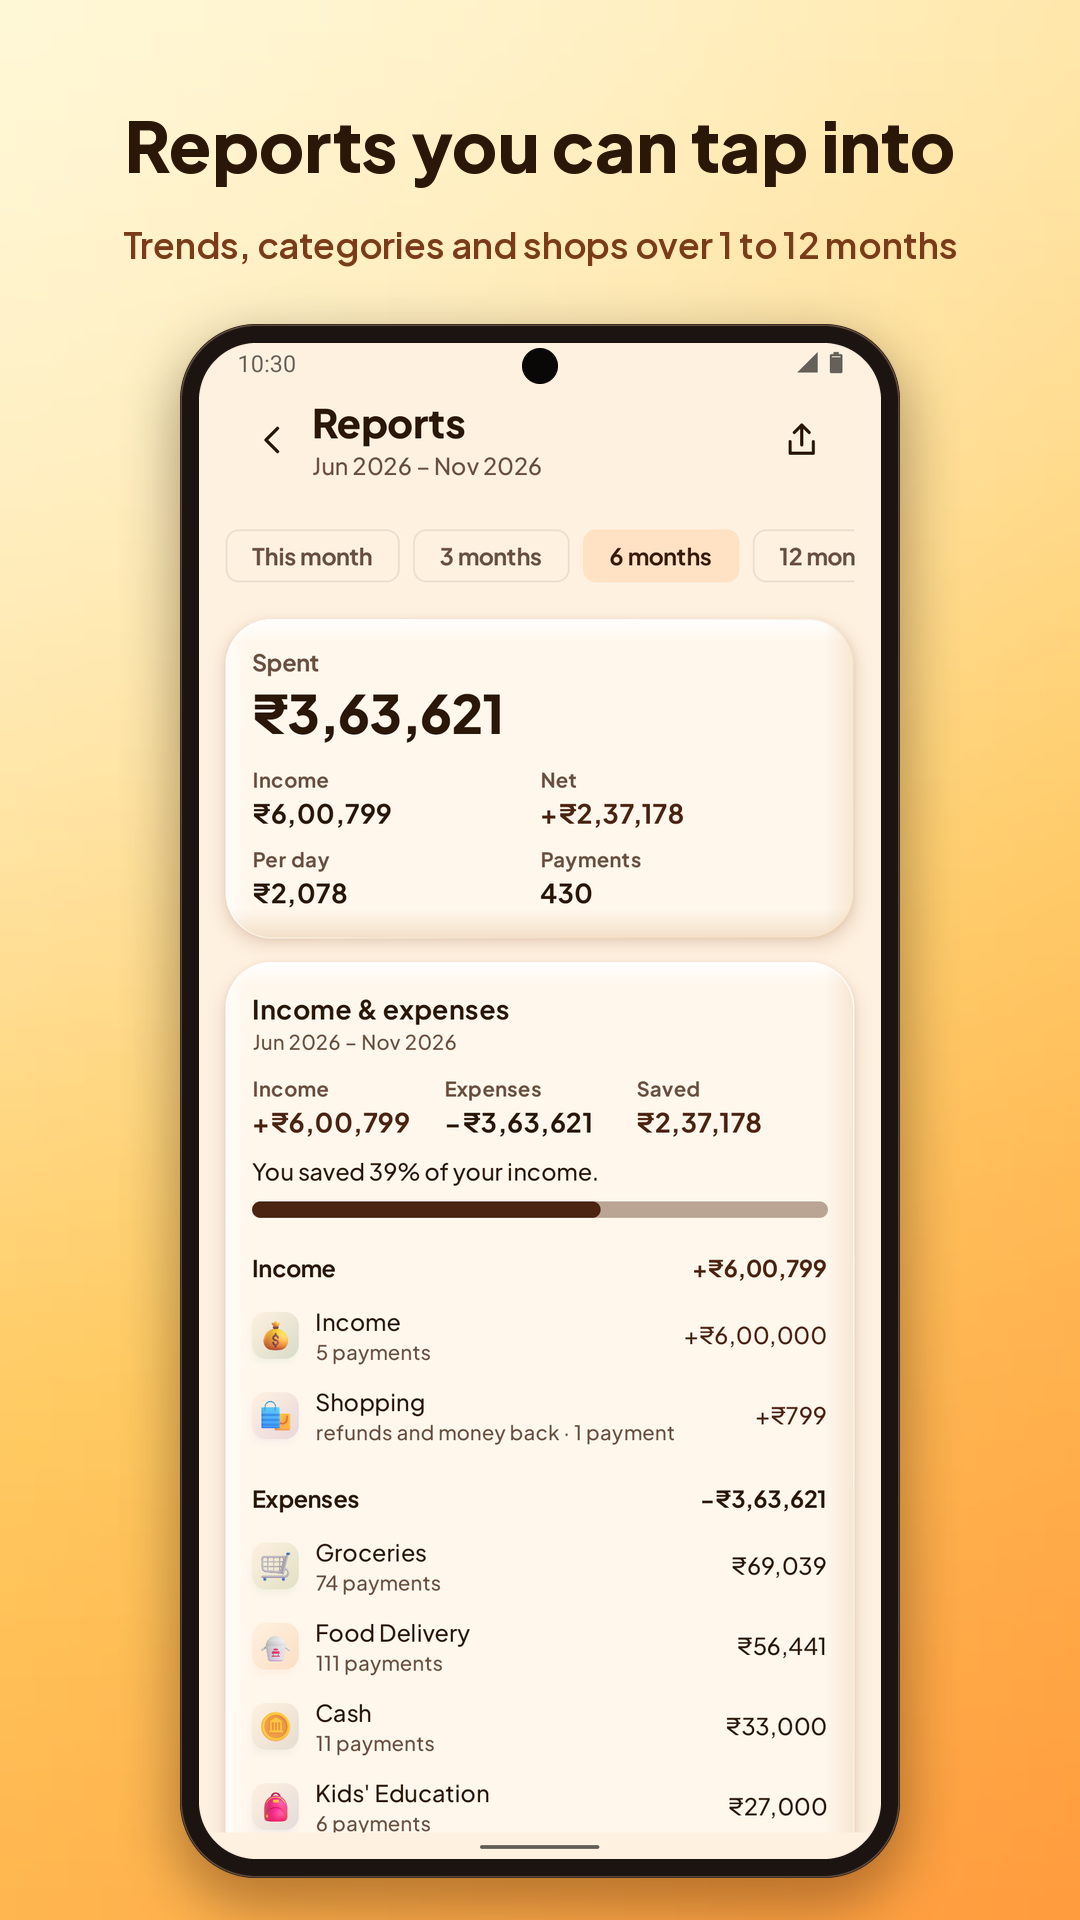 Reports you can tap into
Trends, categories and shops over 1 to 12 months
10:30
Reports
Jun 2026 – Nov 2026
This month
3 months
6 months
12 mon
Spent
₹3,63,621
Income
Net
₹6,00,799
+₹2,37,178
Per day
Payments
₹2,078
430
Income & expenses
Jun 2026 – Nov 2026
Income
Expenses
Saved
+₹6,00,799
−₹3,63,621
₹2,37,178
You saved 39% of your income.
Income
+₹6,00,799
Income
5 payments
+₹6,00,000
Shopping
refunds and money back · 1 payment
+₹799
Expenses
−₹3,63,621
Groceries
74 payments
₹69,039
Food Delivery
111 payments
₹56,441
Cash
11 payments
₹33,000
Kids' Education
6 payments
₹27,000